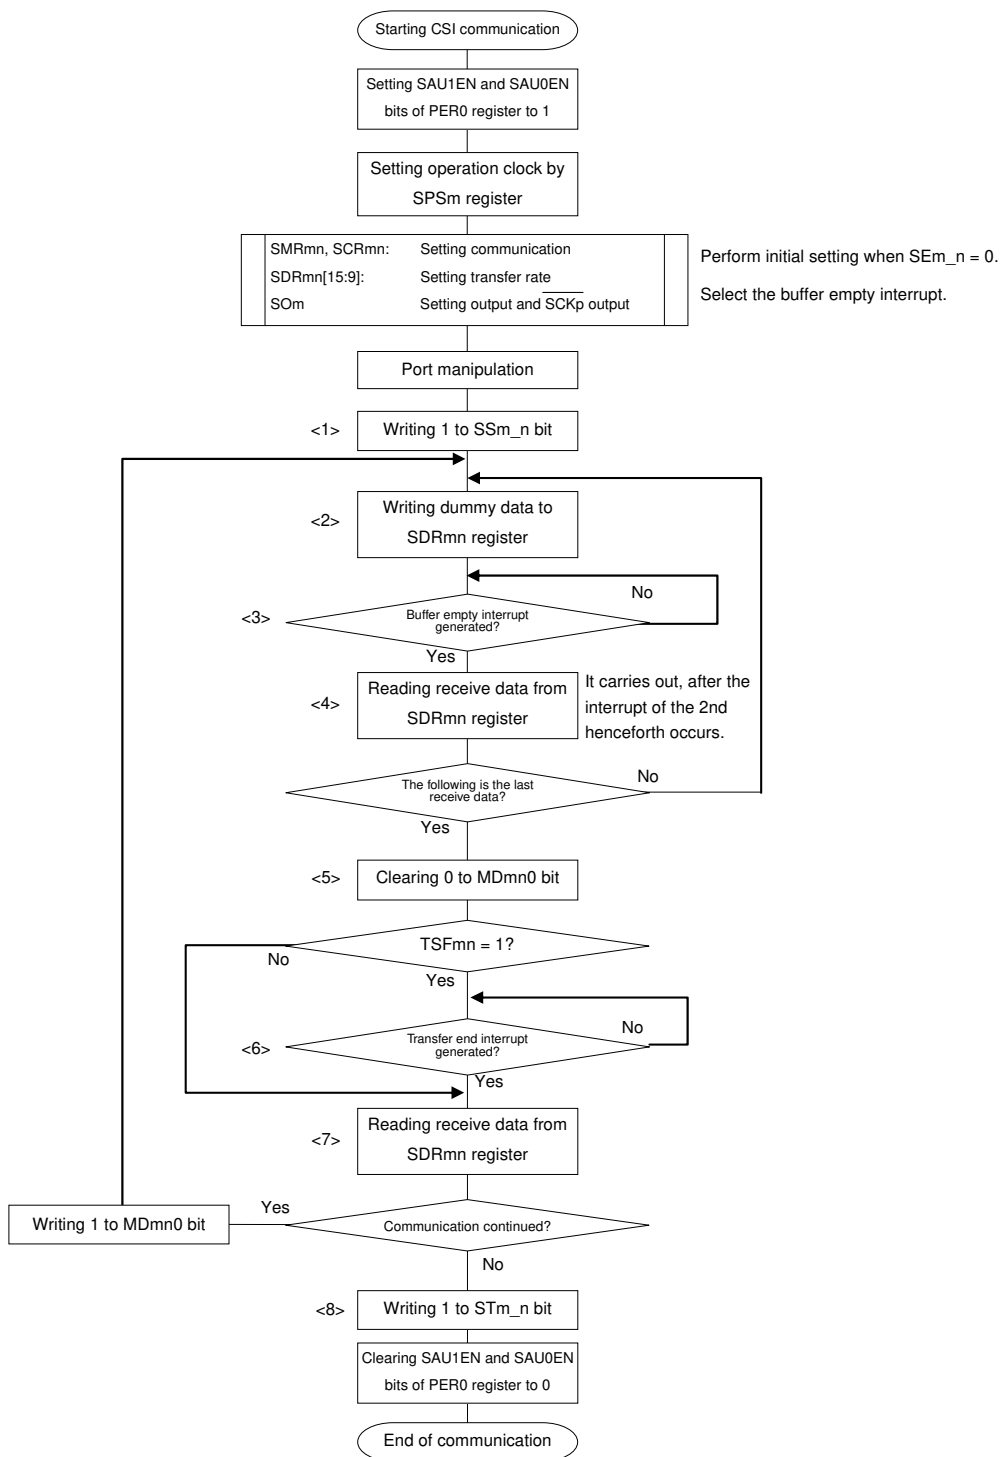 Starting CSI communication
Setting SAU1EN and SAU0EN
bits of PER0 register to 1
Setting operation clock by
SPSm register
SMRmn, SCRmn: Setting communication
SDRmn[15:9]: Setting transfer rate
SOm Setting output and SCKp output
Perform initial setting when SEm_n = 0.
Select the buffer empty interrupt.
Port manipulation
<1> Writing 1 to SSm_n bit
<2> Writing dummy data to
SDRmn register
No
<3> Buffer empty interrupt
generated?
Yes
<4> Reading receive data from
SDRmn register
It carries out, after the
interrupt of the 2nd
henceforth occurs.
The following is the last
receive data?
No
Yes
<5> Clearing 0 to MDmn0 bit
TSFmn = 1?
No
Yes
No
<6> Transfer end interrupt
generated?
Yes
<7> Reading receive data from
SDRmn register
Yes
Writing 1 to MDmn0 bit
Communication continued?
No
<8> Writing 1 to STm_n bit
Clearing SAU1EN and SAU0EN
bits of PER0 register to 0
End of communication